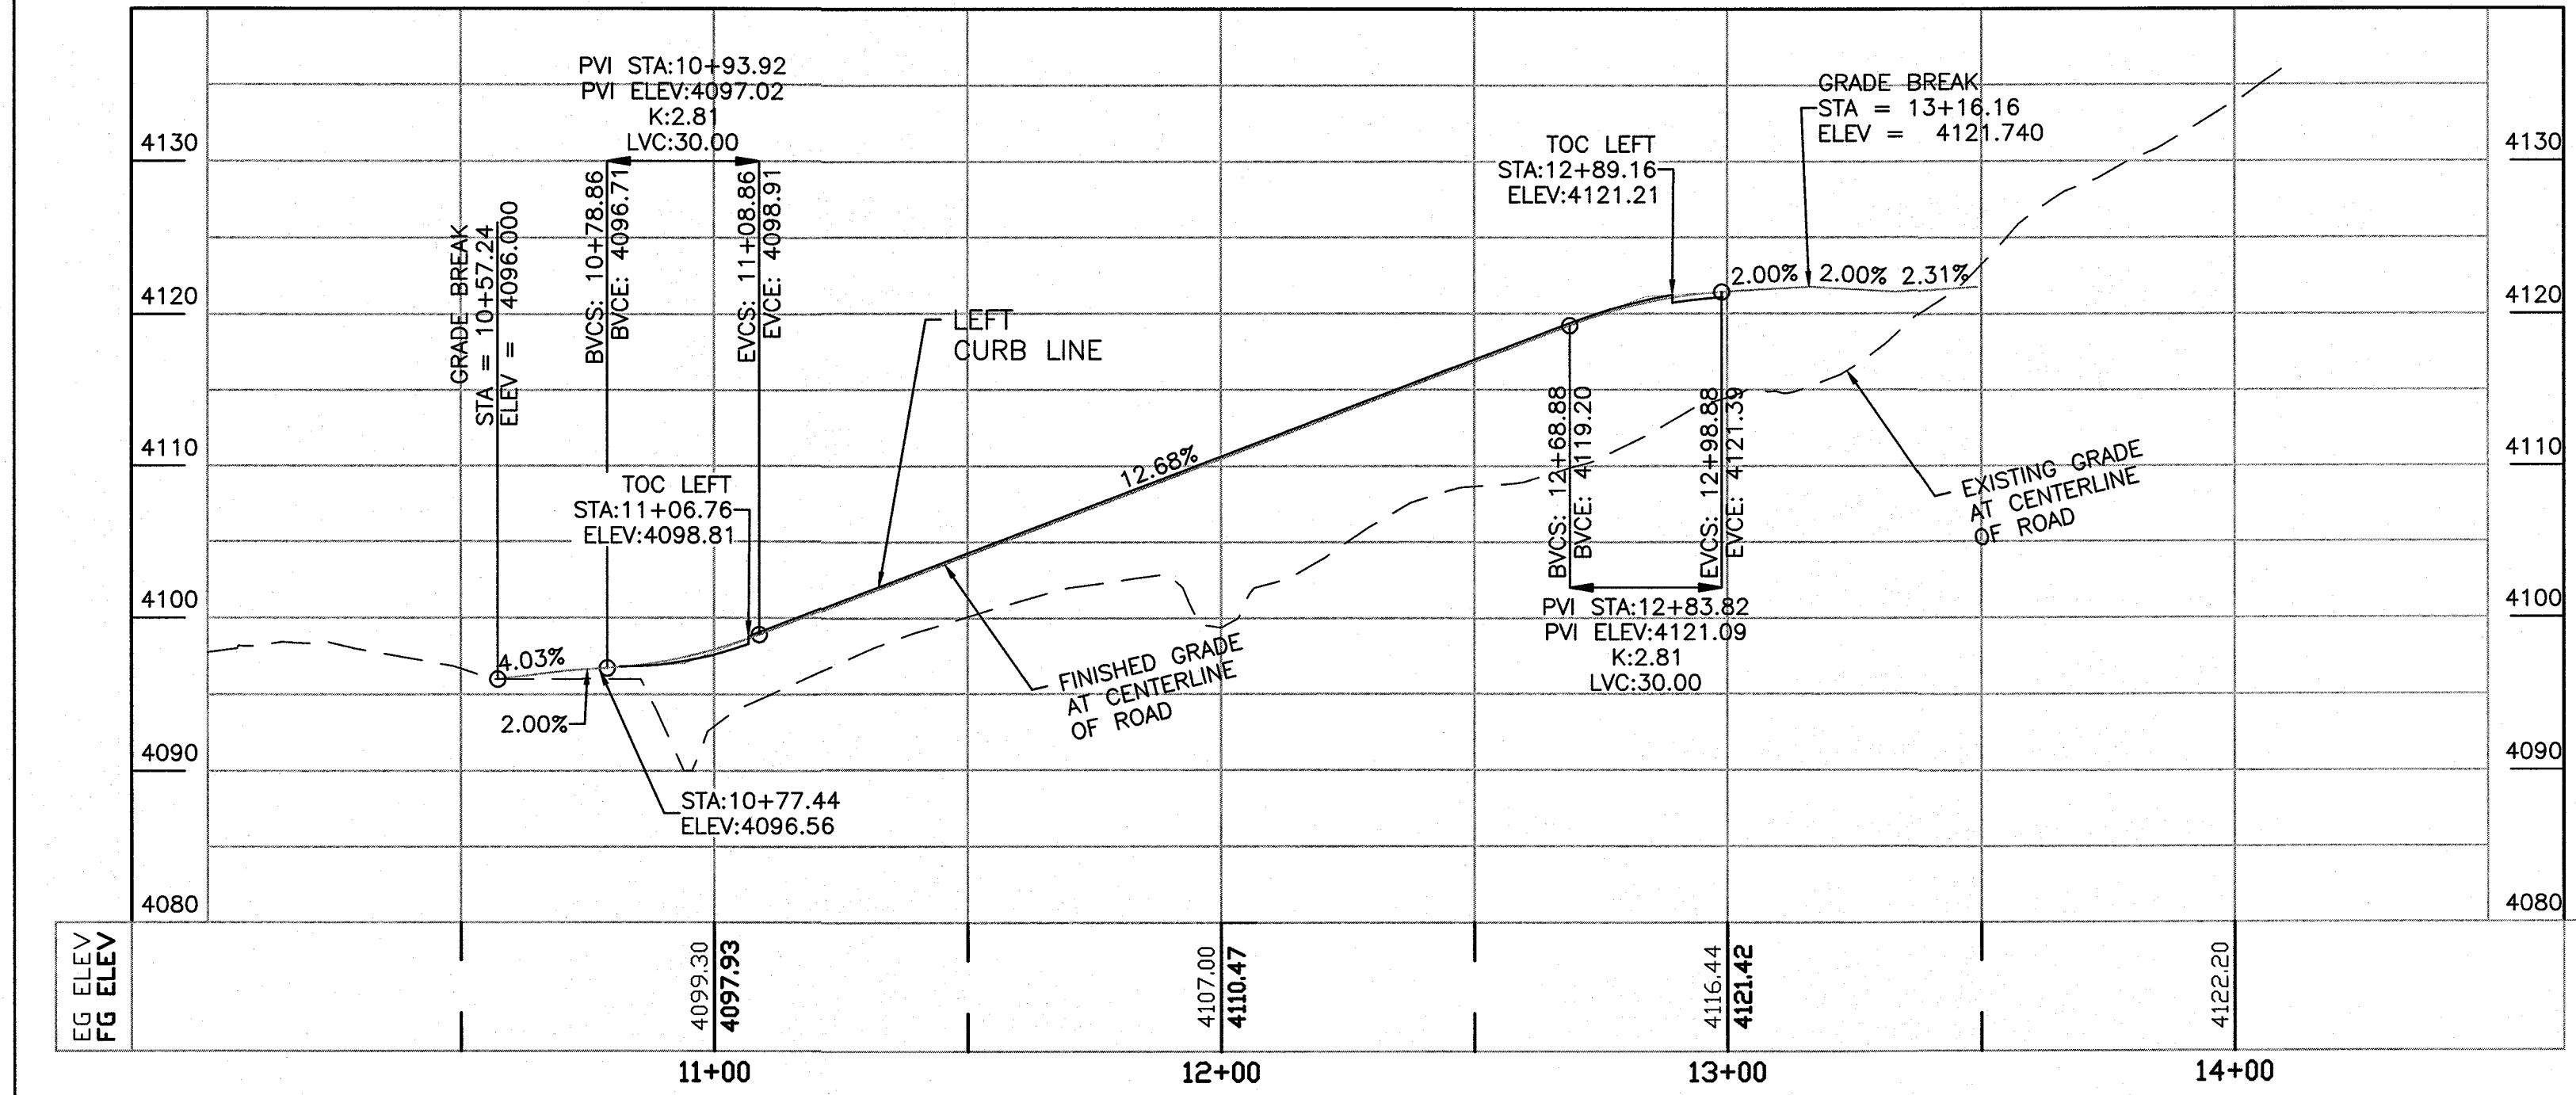 PVI STA:10+93.92
PVI ELEV:4097.02
K:2.81
LVC:30.00
GRADE BREAK
STA = 13+16.16
ELEV = 4121.740
TOC LEFT
STA:12+89.16
ELEV:4121.21
4130
4130
GRADE BREAK
STA = 10+57.24
ELEV = 4096.000
BVCS: 10+78.86
BVCE: 4096.71
EVCS: 11+08.86
EVCE: 4098.91
2.00%
2.00%
2.31%
4120
4120
LEFT
CURB LINE
4110
4110
12.68%
TOC LEFT
STA:11+06.76
ELEV:4098.81
BVCS: 12+68.88
BVCE: 4119.20
EVCS: 12+98.88
EVCE: 4121.39
EXISTING GRADE
AT CENTERLINE
OF ROAD
4100
4100
PVI STA:12+83.82
PVI ELEV:4121.09
K:2.81
LVC:30.00
4.03%
FINISHED GRADE
AT CENTERLINE
OF ROAD
2.00%
4090
4090
STA:10+77.44
ELEV:4096.56
4080
4080
EG ELEV
FG ELEV
4099.30
4097.93
4107.00
4110.47
4116.44
4121.42
4122.20
11+00
12+00
13+00
14+00